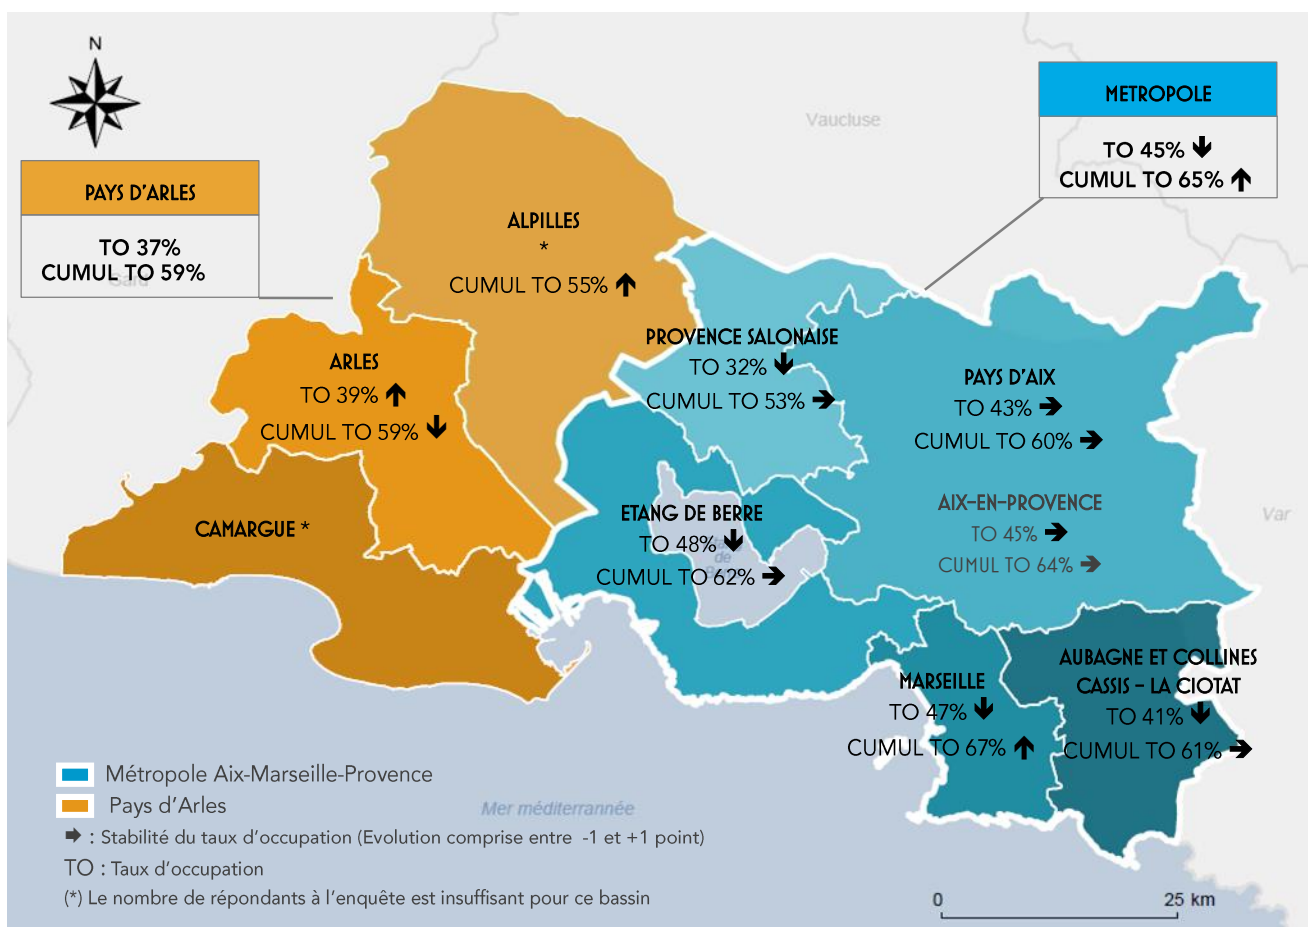 N
Vaucluse
METROPOLE
TO 45%
CUMUL TO 65%
PAYS D'ARLES
TO 37%
CUMUL TO 59%
Gard
ALPILLES
*
CUMUL TO 55%
PROVENCE SALONAISE
TO 32%
CUMUL TO 53%
ARLES
TO 39%
CUMUL TO 59%
PAYS D'AIX
TO 43%
CUMUL TO 60%
AIX-EN-PROVENCE
TO 45%
CUMUL TO 64%
Var
CAMARGUE *
ETANG DE BERRE
TO 48%
de
CUMUL TO 62%
AUBAGNE ET COLLINES
CASSIS – LA CIOTAT
TO 41%
CUMUL TO 61%
MARSEILLE
TO 47%
CUMUL TO 67%
Métropole Aix-Marseille-Provence
Pays d'Arles
Mer méditerrannée
: Stabilité du taux d'occupation (Evolution comprise entre -1 et +1 point)
TO : Taux d'occupation
(*) Le nombre de répondants à l'enquête est insuffisant pour ce bassin
0 25 km